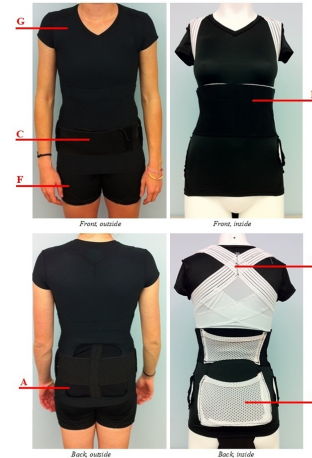 G
C
F
Front, outside
Front, inside
A
Back, outside
Back, inside